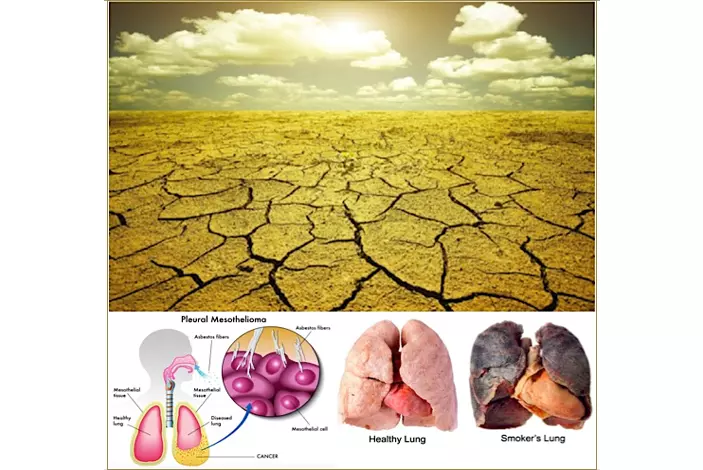 Pleural Mesothelioma
Asbestos fibers
Asbestos fibers
Mesothelial
tissue
Mesothelial
tissue
Healthy
lung
Diseased
lung
Mesothelial cell
CANCER
Healthy Lung
Smoker's Lung